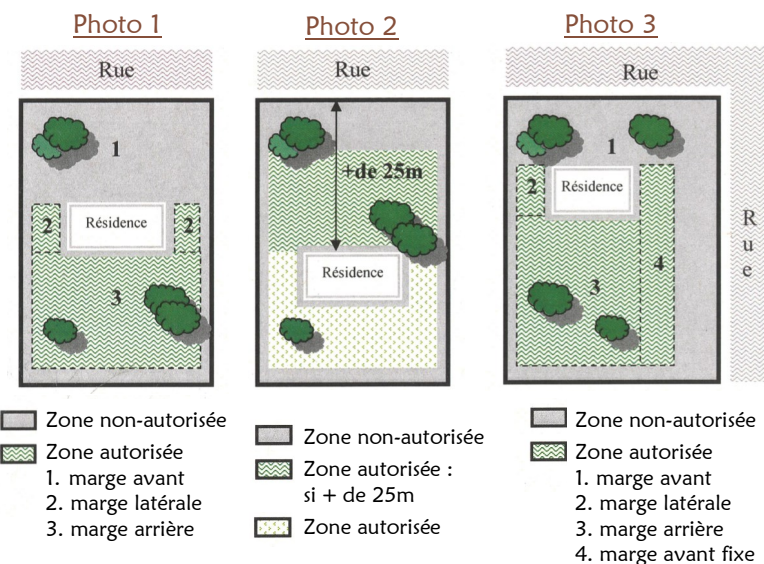 Photo 1
Rue
1
2
Résidence
2
3
Zone non-autorisée
Zone autorisée
1. marge avant
2. marge latérale
3. marge arrière
Photo 2
Rue
+de 25m
Résidence
Zone non-autorisée
Zone autorisée :
si + de 25m
Zone autorisée
Photo 3
Rue
1
2
Résidence
3
4
R
u
e
Zone non-autorisée
Zone autorisée
1. marge avant
2. marge latérale
3. marge arrière
4. marge avant fixe